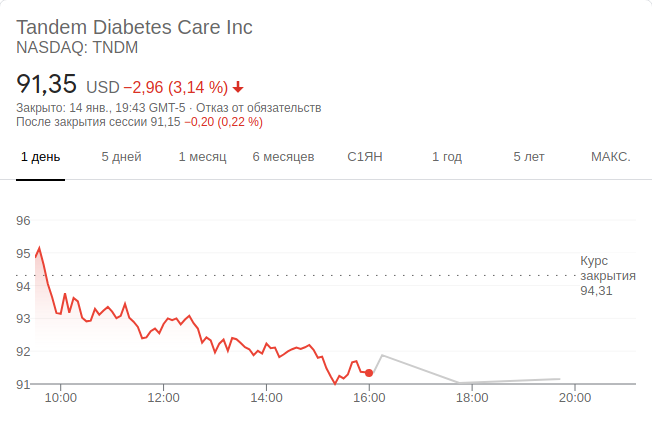 Tandem Diabetes Care Inc
NASDAQ: TNDM
91,35 USD −2,96 (3,14 %)
Закрыто: 14 янв., 19:43 GMT-5 · Отказ от обязательств
После закрытия сессии 91,15 −0,20 (0,22 %)
1 день 5 дней 1 месяц 6 месяцев С1ЯН 1 год 5 лет МАКС.
96
95
94
93
92
91
Курс
закрытия
94,31
10:00 12:00 14:00 16:00 18:00 20:00